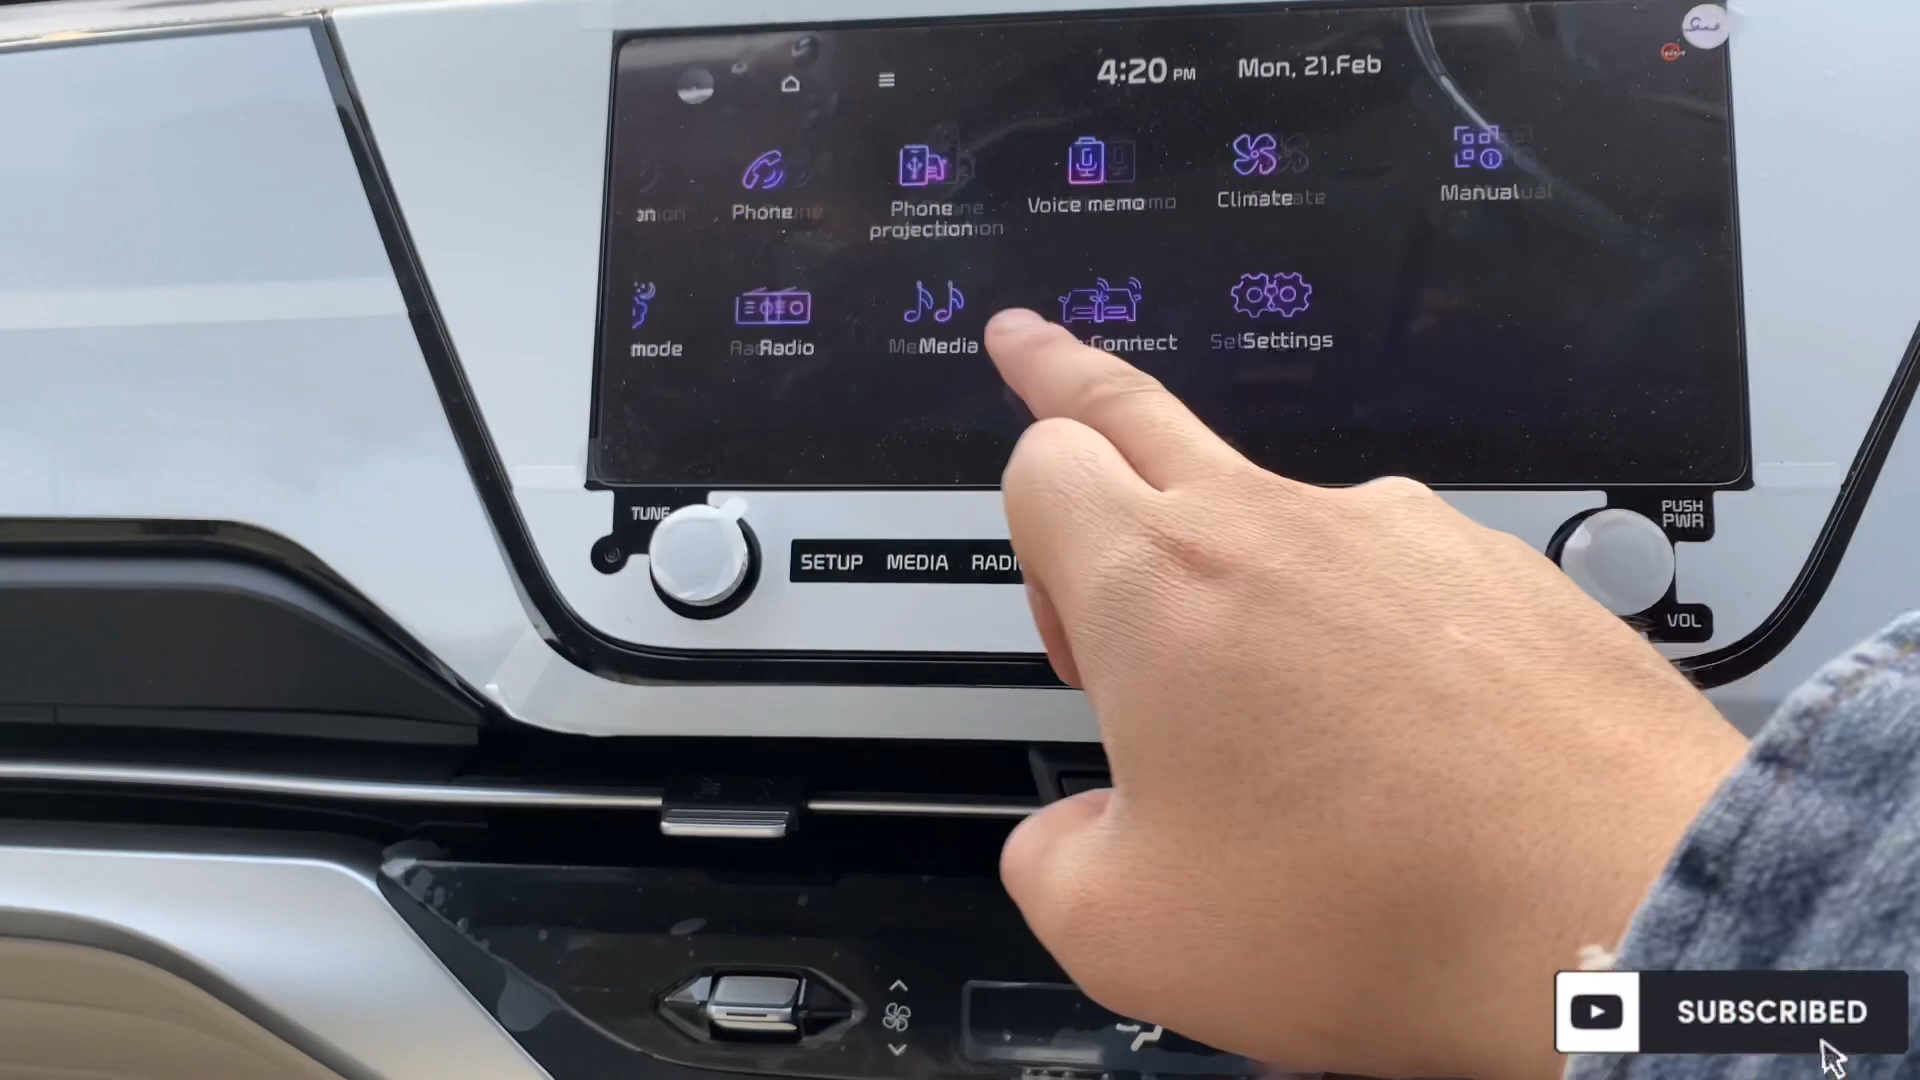 4:20 PM Mon, 21.Feb
Phone
Phone projection
Voice memo
Climate
Manual
mode
Radio
Media
Connect
Settings
TUNE
PUSH
PWR
SETUP MEDIA
VOL
SUBSCRIBED